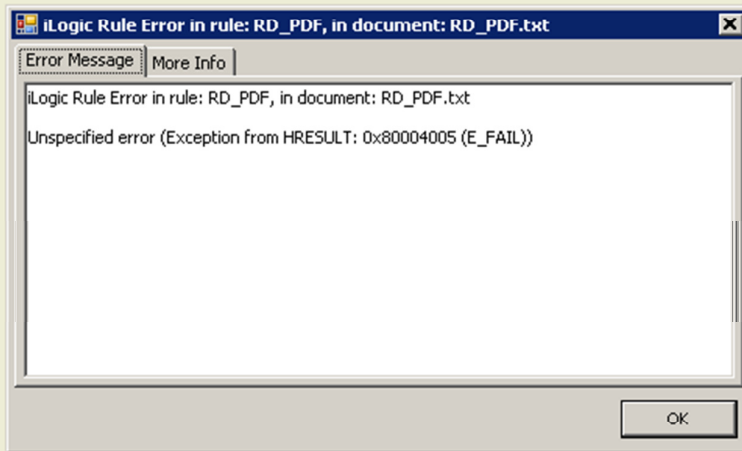 iLogic Rule Error in rule: RD_PDF, in document: RD_PDF.txt
Error Message
More Info
iLogic Rule Error in rule: RD_PDF, in document: RD_PDF.txt
Unspecified error (Exception from HRESULT: 0x80004005 (E_FAIL))
OK